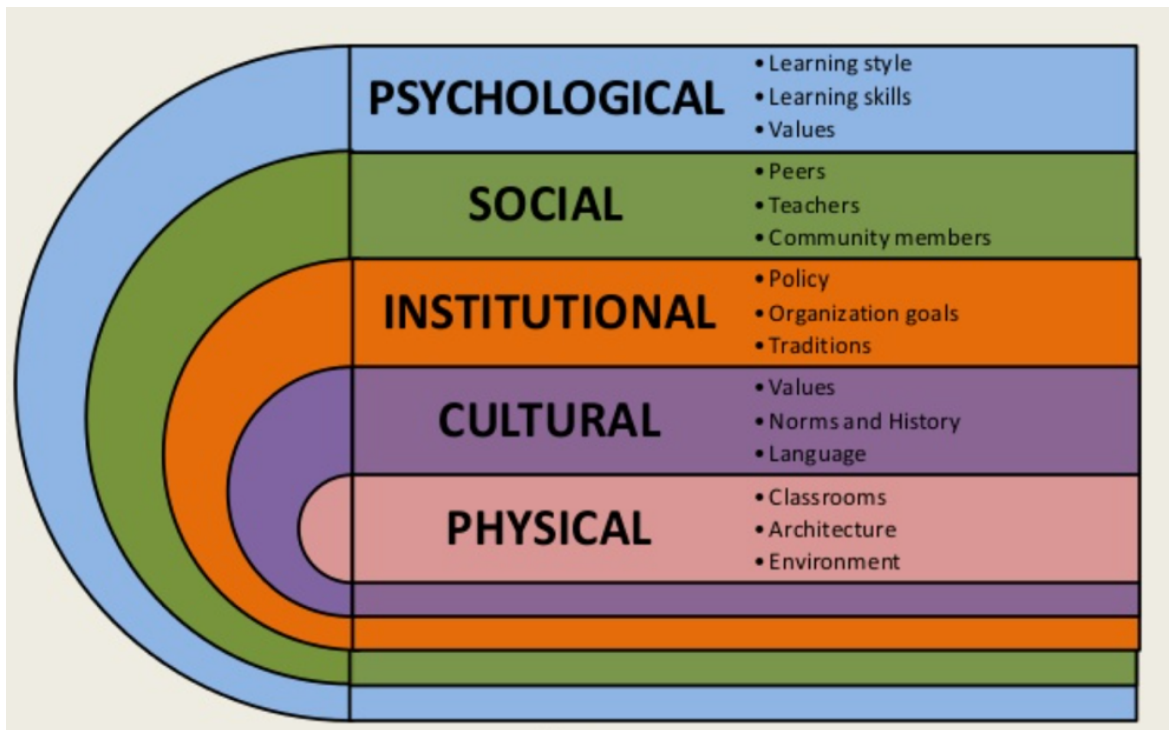 PSYCHOLOGICAL
• Learning style
• Learning skills
• Values
SOCIAL
• Peers
• Teachers
• Community members
INSTITUTIONAL
• Policy
• Organization goals
• Traditions
CULTURAL
• Values
• Norms and History
• Language
PHYSICAL
• Classrooms
• Architecture
• Environment